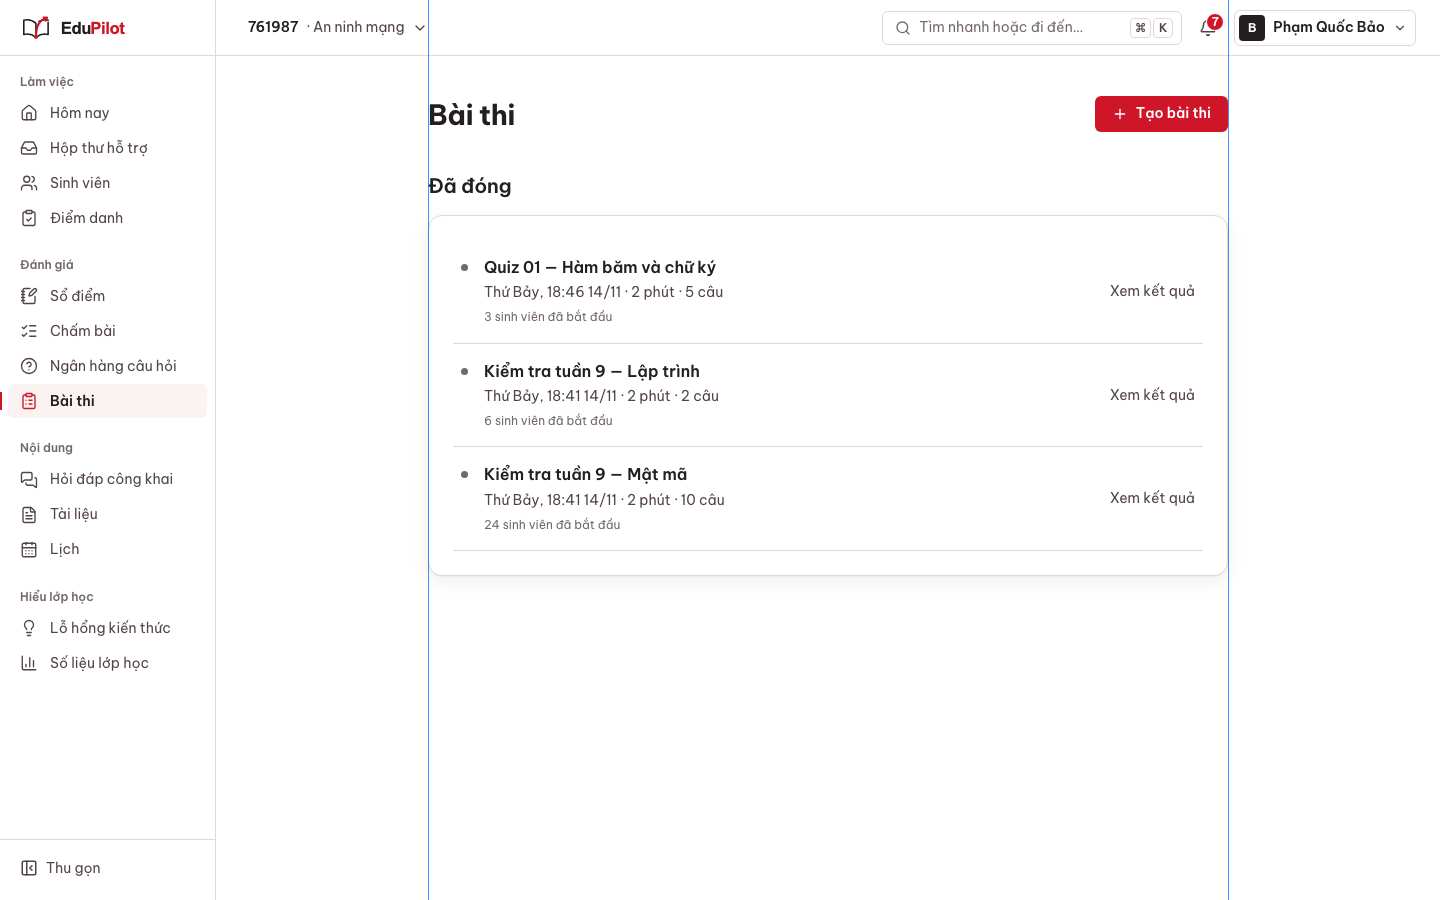 EduPilot
761987 · An ninh mạng
Tìm nhanh hoặc đi đến...
⌘ K
7
B Phạm Quốc Bảo
Làm việc
Hôm nay
Hộp thư hỗ trợ
Sinh viên
Điểm danh
Đánh giá
Sổ điểm
Chấm bài
Ngân hàng câu hỏi
Bài thi
Nội dung
Hỏi đáp công khai
Tài liệu
Lịch
Hiểu lớp học
Lỗ hổng kiến thức
Số liệu lớp học
Thu gọn
Bài thi
Tạo bài thi
Đã đóng
Quiz 01 — Hàm băm và chữ ký
Thứ Bảy, 18:46 14/11 · 2 phút · 5 câu
3 sinh viên đã bắt đầu
Xem kết quả
Kiểm tra tuần 9 — Lập trình
Thứ Bảy, 18:41 14/11 · 2 phút · 2 câu
6 sinh viên đã bắt đầu
Xem kết quả
Kiểm tra tuần 9 — Mật mã
Thứ Bảy, 18:41 14/11 · 2 phút · 10 câu
24 sinh viên đã bắt đầu
Xem kết quả